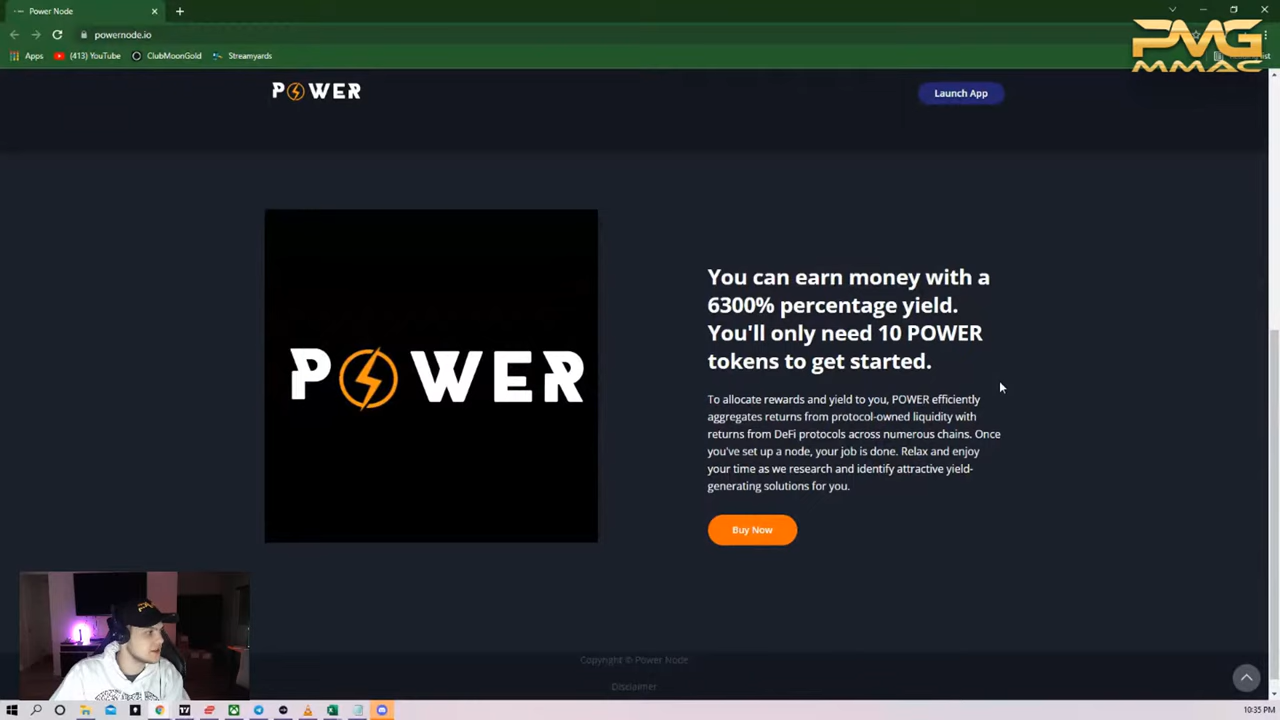 Power Node
powernode.io
Apps
(413) YouTube
ClubMoonGold
Streamyards
PMG
MMAC
POWER
Launch App
POWER
You can earn money with a
6300% percentage yield.
You'll only need 10 POWER
tokens to get started.
To allocate rewards and yield to you, POWER efficiently
aggregates returns from protocol-owned liquidity with
returns from DeFi protocols across numerous chains. Once
you've set up a node, your job is done. Relax and enjoy
your time as we research and identify attractive yield-
generating solutions for you.
Buy Now
Copyright © Power Node
Disclaimer
10:35 PM